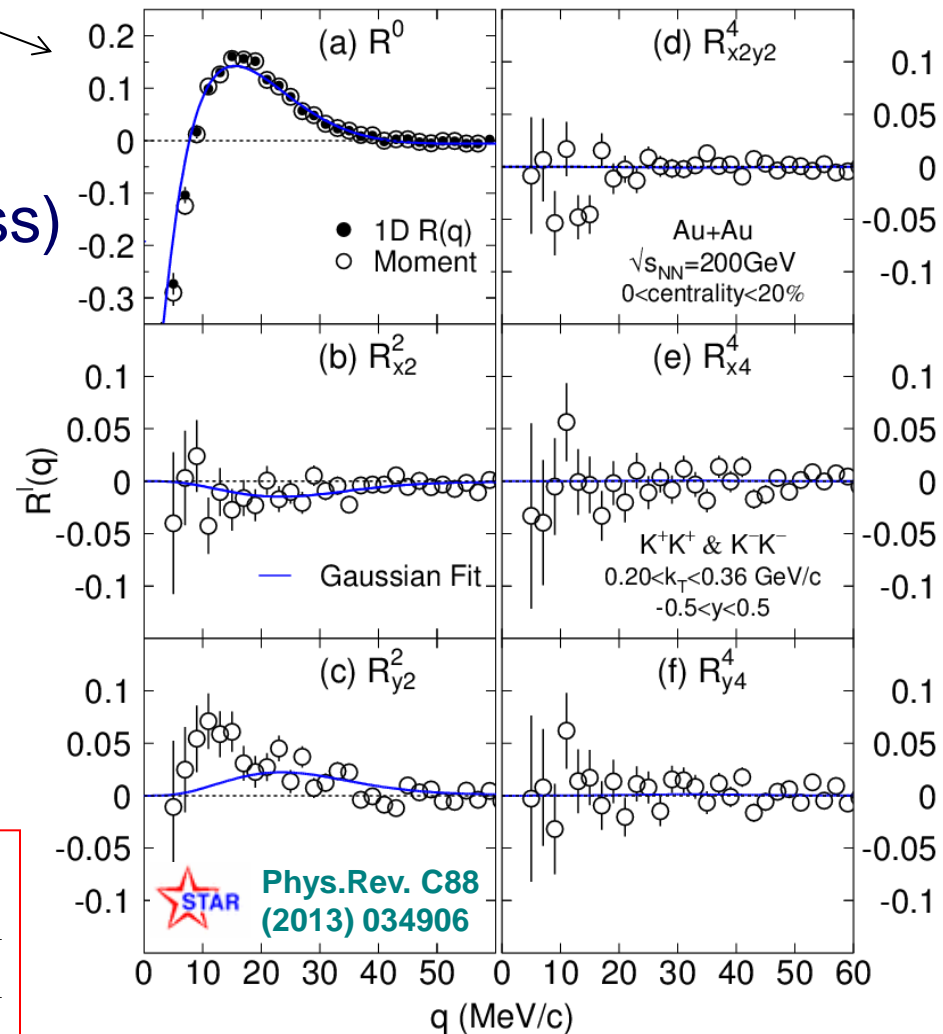 (a) R⁰
0.2
0.1
0
-0.1
-0.2
-0.3
1D R(q)
Moment
ss)
(d) R⁴ₓ₂ᵧ₂
0.1
0.05
0
-0.05
-0.1
Au+Au
√sNN=200GeV
0<centrality<20%
(b) R²ₓ₂
0.1
0.05
0
-0.05
-0.1
Gaussian Fit
Rˡ(q)
(e) R⁴ₓ₄
0.1
0.05
0
-0.05
-0.1
K⁺K⁺ & K⁻K⁻
0.20<kT<0.36 GeV/c
-0.5<y<0.5
(c) R²ᵧ₂
0.1
0.05
0
-0.05
-0.1
STAR
Phys.Rev. C88
(2013) 034906
(f) R⁴ᵧ₄
0.1
0.05
0
-0.05
-0.1
0 10 20 30 40 50 0 10 20 30 40 50 60
q (MeV/c)